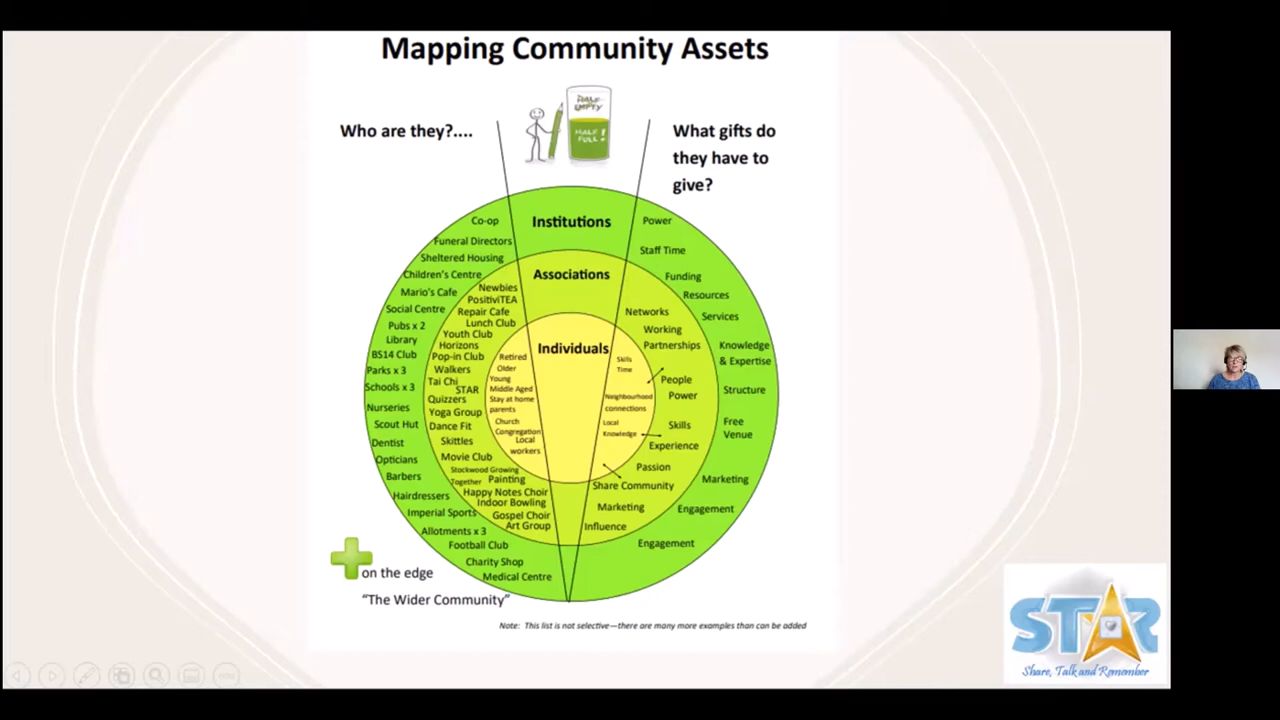 Mapping Community Assets
HALF
EMPTY
HALF !
FULL.
Who are they?....
What gifts do
they have to
give?
Institutions
Associations
Individuals
Co-op
Funeral Directors
Sheltered Housing
Children's Centre
Mario's Cafe
Social Centre
Pubs x 2
Library
BS14 Club
Parks x 3
Schools x 3
Nurseries
Scout Hut
Dentist
Opticians
Barbers
Hairdressers
Imperial Sports
Allotments x 3
Football Club
Charity Shop
Medical Centre
Newbies
PositiviTEA
Repair Cafe
Lunch Club
Youth Club
Horizons
Pop-in Club
Walkers
Tai Chi
STAR
Quizzers
Yoga Group
Dance Fit
Skittles
Movie Club
Stockwood Growing
Together
Painting
Happy Notes Choir
Indoor Bowling
Gospel Choir
Art Group
Retired
Older
Young
Middle Aged
Stay at home
parents
Church
Congregation
Local
workers
Skills
Time
Neighbourhood
connections
Local
Knowledge
Networks
Working
Partnerships
People
Power
Skills
Experience
Passion
Share Community
Marketing
Influence
Power
Staff Time
Funding
Resources
Services
Knowledge
& Expertise
Structure
Free
Venue
Marketing
Engagement
Engagement
on the edge
“The Wider Community”
Note: This list is not selective—there are many more examples than can be added
STAR
Share, Talk and Remember